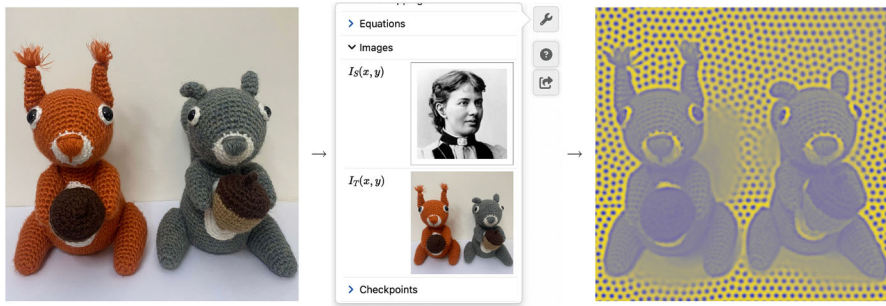 Equations
Images
I_S(x, y)
I_T(x, y)
Checkpoints